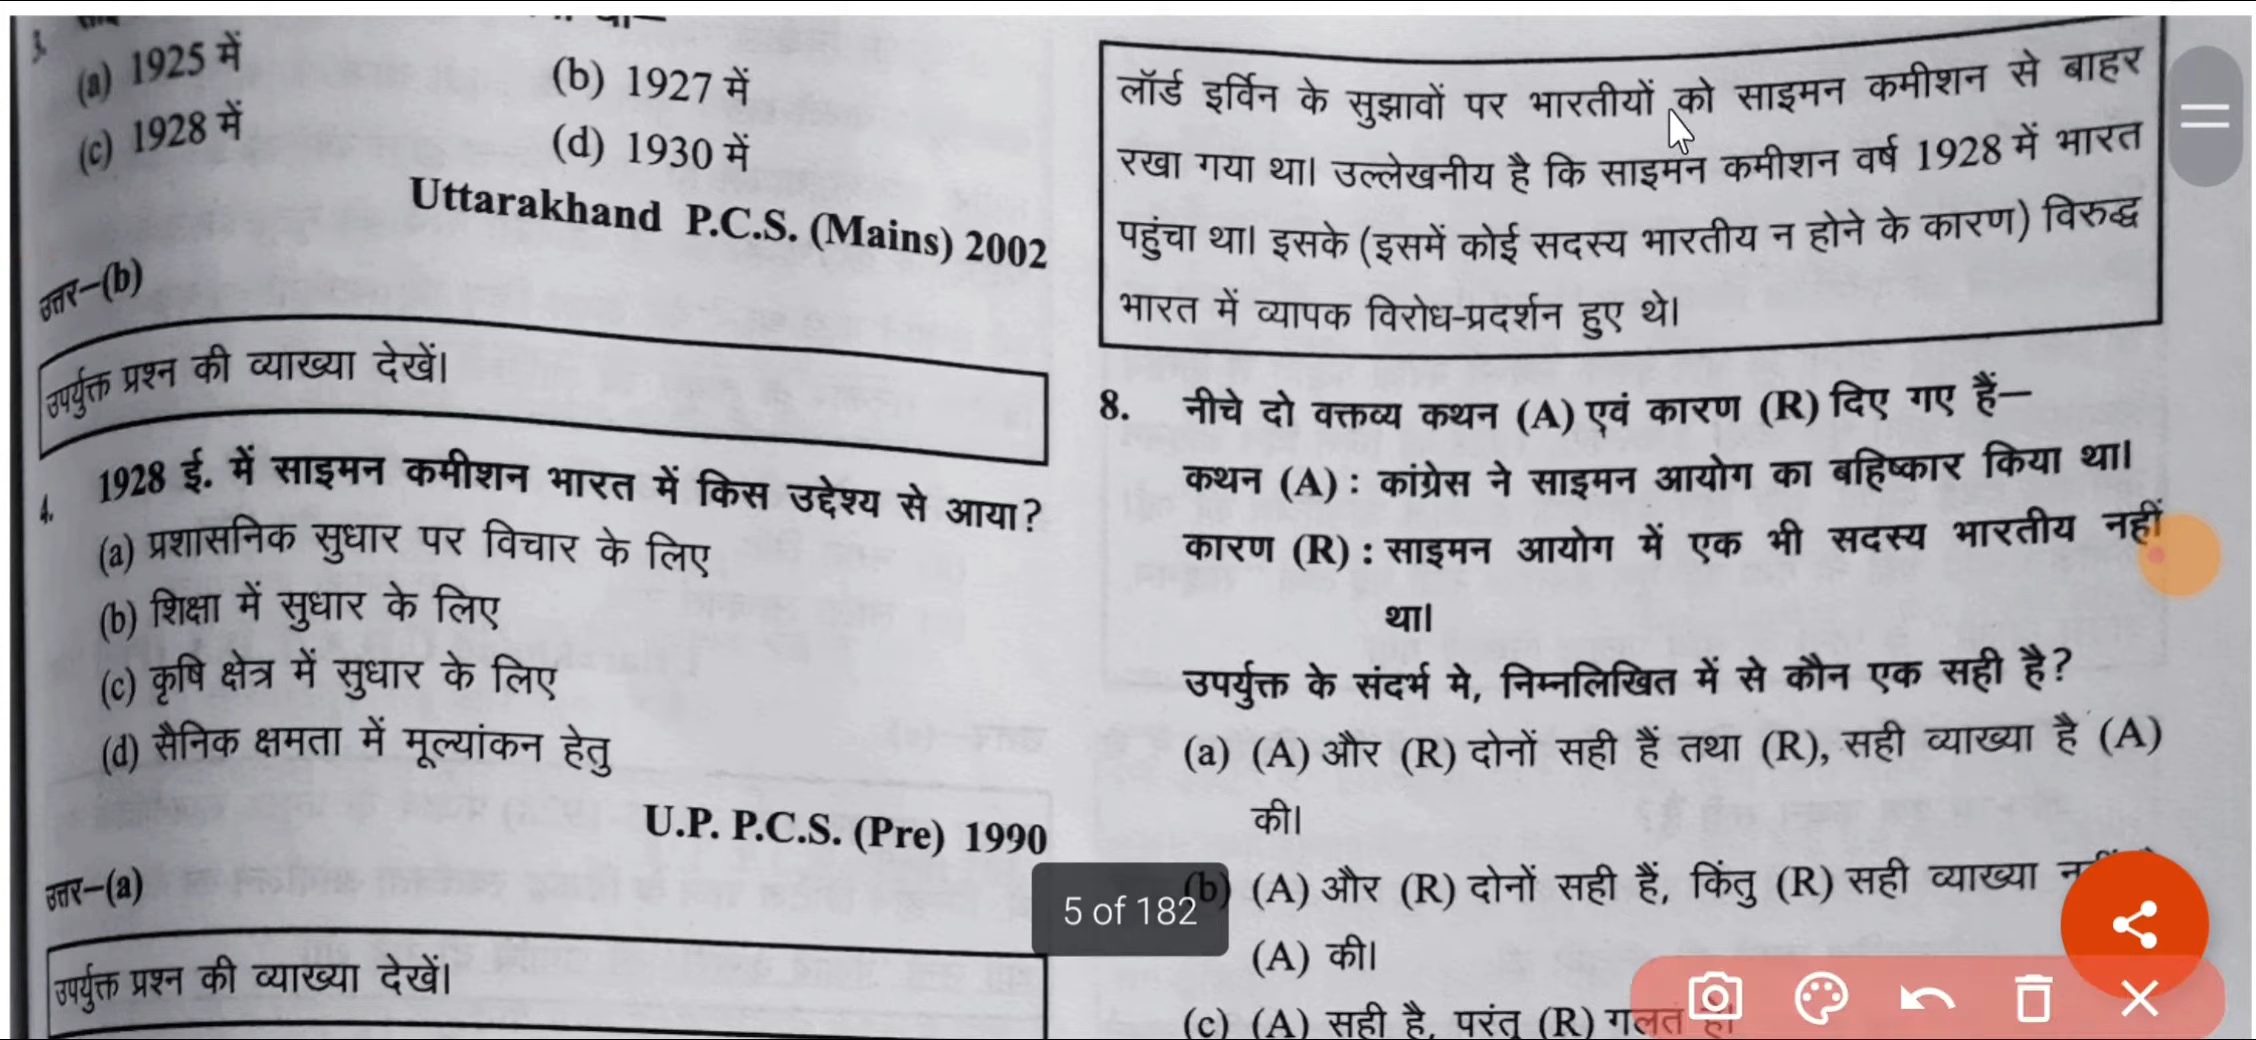 3.
(a) 1925 में
(b) 1927 में
(c) 1928 में
(d) 1930 में
Uttarakhand P.C.S. (Mains) 2002
उत्तर–(b)
उपर्युक्त प्रश्न की व्याख्या देखें।
4. 1928 ई. में साइमन कमीशन भारत में किस उद्देश्य से आया?
(a) प्रशासनिक सुधार पर विचार के लिए
(b) शिक्षा में सुधार के लिए
(c) कृषि क्षेत्र में सुधार के लिए
(d) सैनिक क्षमता में मूल्यांकन हेतु
U.P. P.C.S. (Pre) 1990
उत्तर–(a)
उपर्युक्त प्रश्न की व्याख्या देखें।
लॉर्ड इर्विन के सुझावों पर भारतीयों को साइमन कमीशन से बाहर
रखा गया था। उल्लेखनीय है कि साइमन कमीशन वर्ष 1928 में भारत
पहुंचा था। इसके (इसमें कोई सदस्य भारतीय न होने के कारण) विरुद्ध
भारत में व्यापक विरोध-प्रदर्शन हुए थे।
8. नीचे दो वक्तव्य कथन (A) एवं कारण (R) दिए गए हैं–
कथन (A) : कांग्रेस ने साइमन आयोग का बहिष्कार किया था।
कारण (R) : साइमन आयोग में एक भी सदस्य भारतीय नहीं
था।
उपर्युक्त के संदर्भ मे, निम्नलिखित में से कौन एक सही है?
(a) (A) और (R) दोनों सही हैं तथा (R), सही व्याख्या है (A)
की।
(b) (A) और (R) दोनों सही हैं, किंतु (R) सही व्याख्या
(A) की।
(c) (A) सही है, परंतु (R) गलत है।
5 of 182